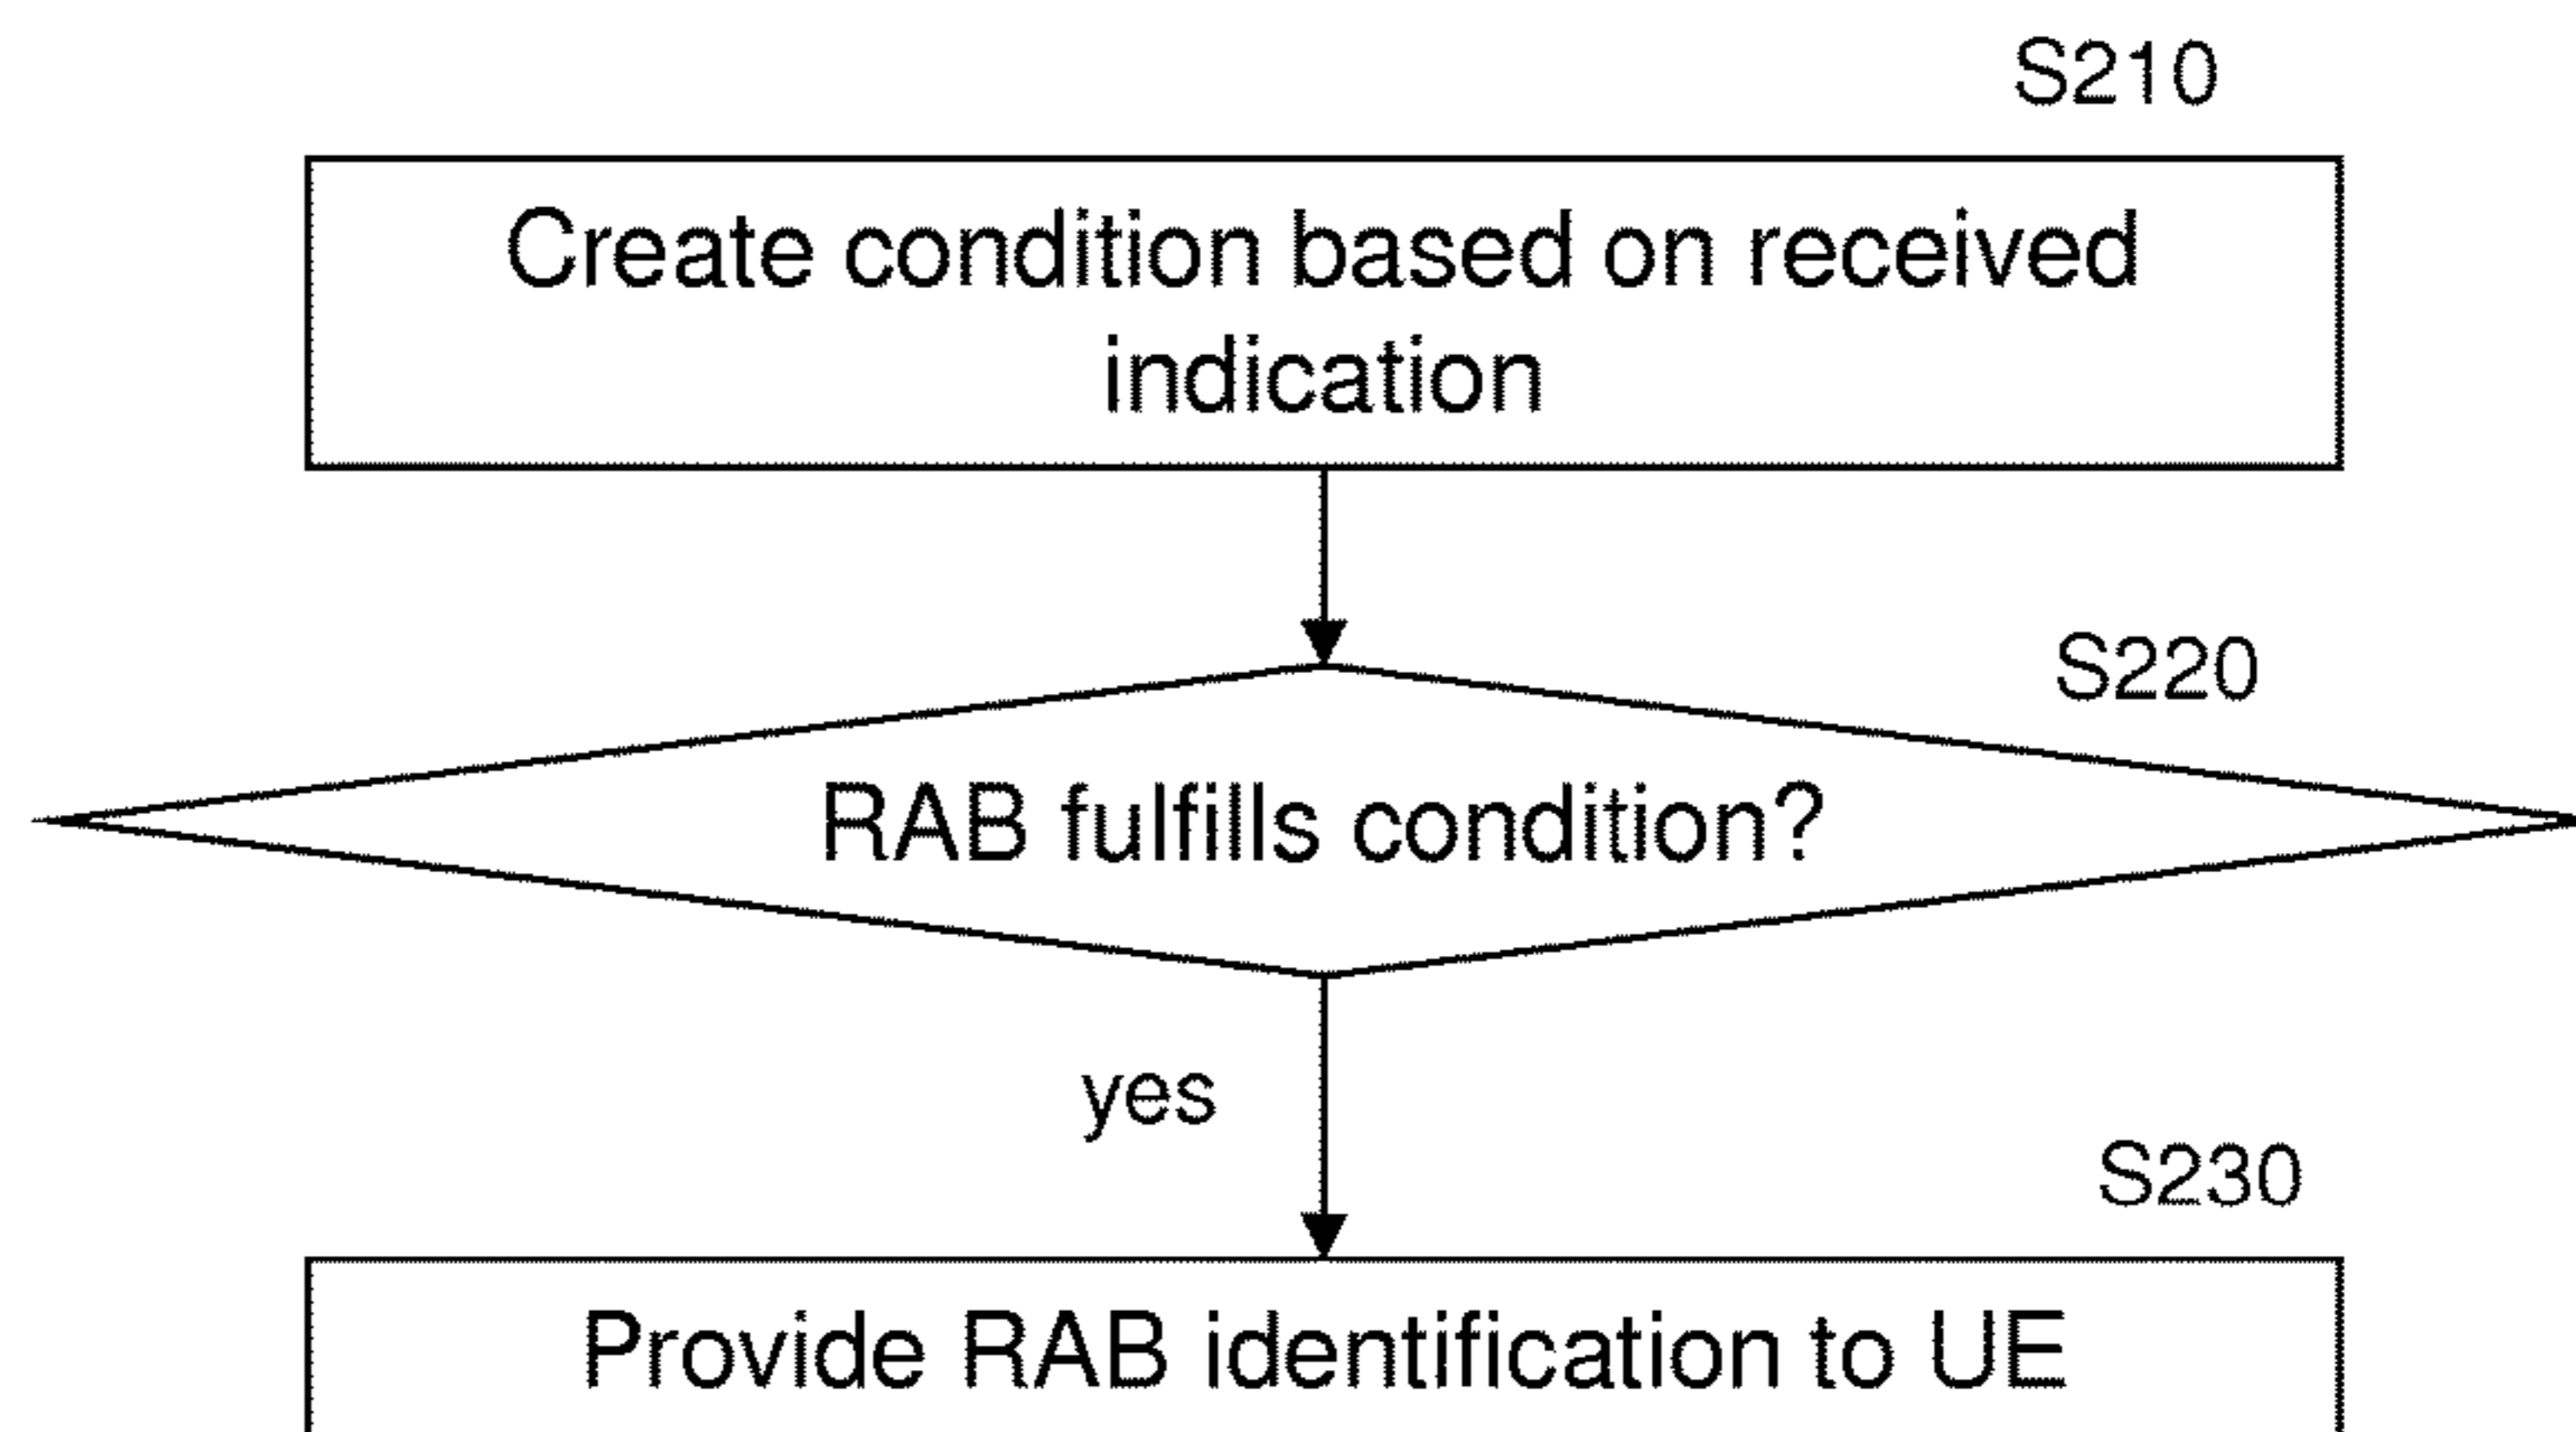 S210
Create condition based on received
indication
S220
RAB fulfills condition?
yes
S230
Provide RAB identification to UE